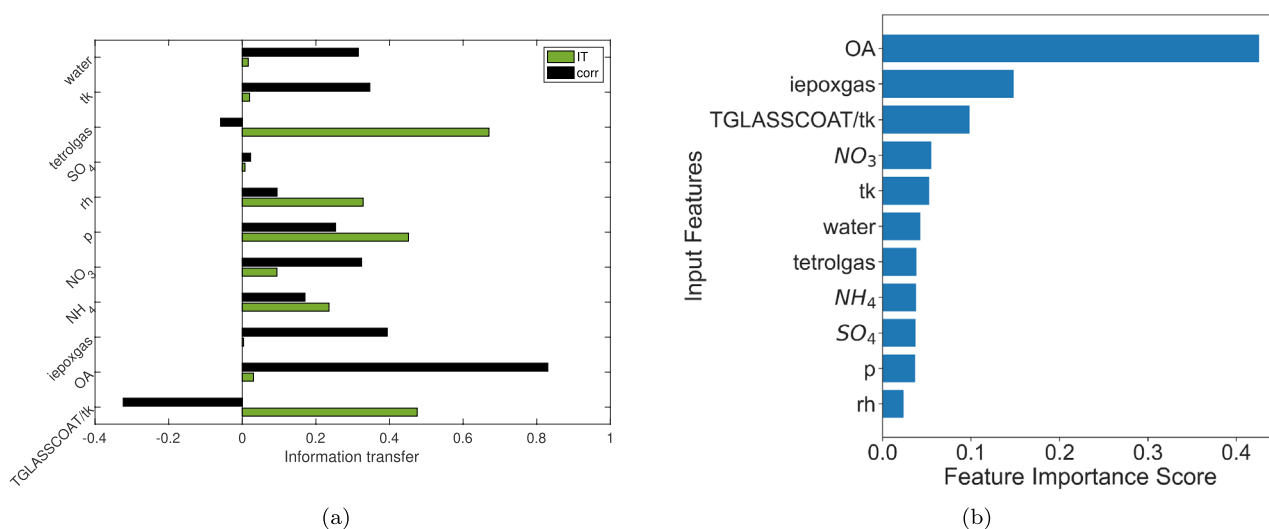 IT
corr
water
tk
tetrolgas
SO4
rh
p
NO3
NH4
iepoxgas
OA
TGLASSCOAT/tk
-0.4 -0.2 0 0.2 0.4 0.6 0.8 1
Information transfer
(a)
Input Features
OA
iepoxgas
TGLASSCOAT/tk
NO3
tk
water
tetrolgas
NH4
SO4
p
rh
0.0 0.1 0.2 0.3 0.4
Feature Importance Score
(b)